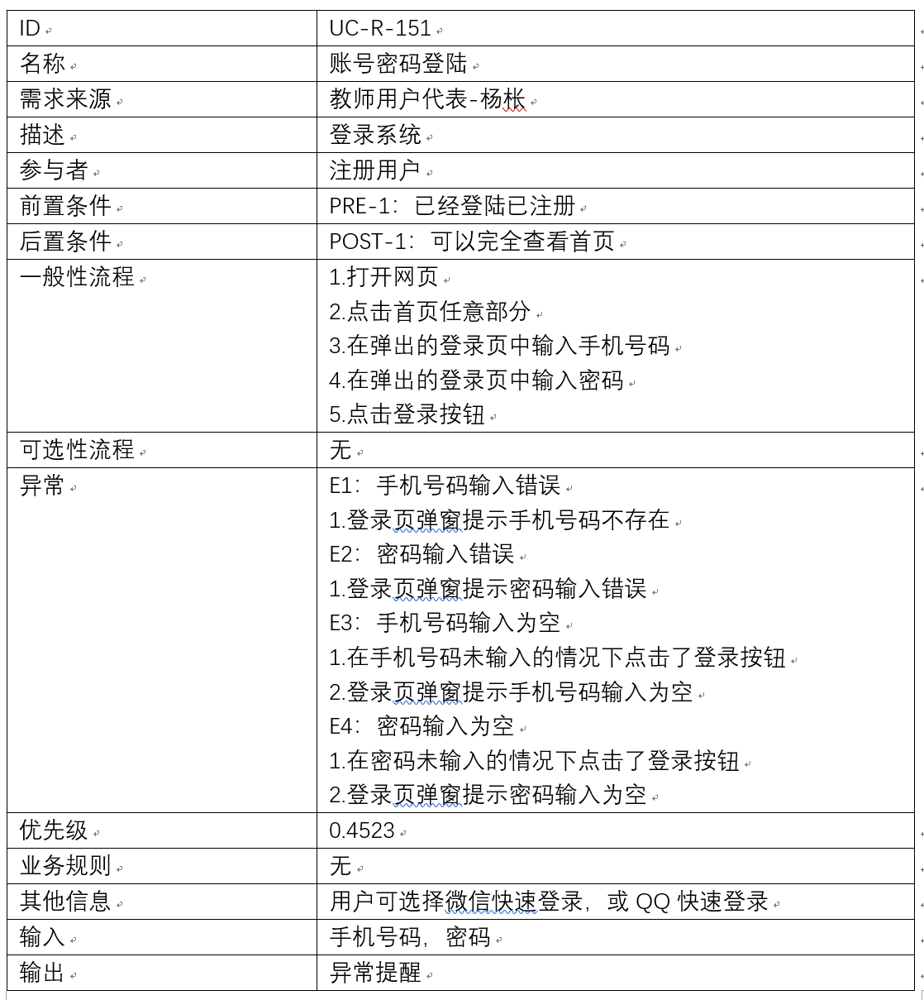 ID
UC-R-151
名称
账号密码登陆
需求来源
教师用户代表-杨枨
描述
登录系统
参与者
注册用户
前置条件
PRE-1：已经登陆已注册
后置条件
POST-1：可以完全查看首页
一般性流程
1.打开网页
2.点击首页任意部分
3.在弹出的登录页中输入手机号码
4.在弹出的登录页中输入密码
5.点击登录按钮
可选性流程
无
异常
E1：手机号码输入错误
1.登录页弹窗提示手机号码不存在
E2：密码输入错误
1.登录页弹窗提示密码输入错误
E3：手机号码输入为空
1.在手机号码未输入的情况下点击了登录按钮
2.登录页弹窗提示手机号码输入为空
E4：密码输入为空
1.在密码未输入的情况下点击了登录按钮
2.登录页弹窗提示密码输入为空
优先级
0.4523
业务规则
无
其他信息
用户可选择微信快速登录，或 QQ 快速登录
输入
手机号码，密码
输出
异常提醒